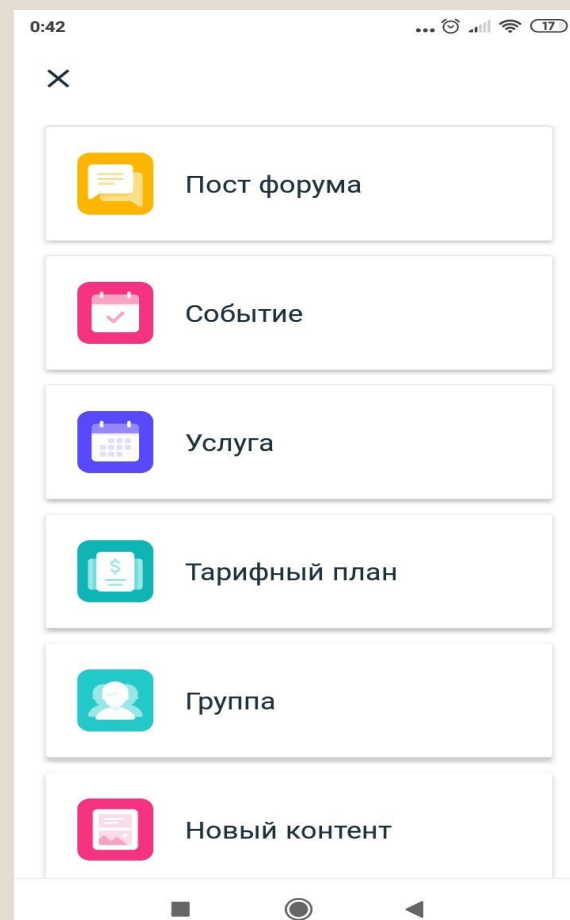 0:42
17
Пост форума
Событие
Услуга
$
Тарифный план
Группа
Новый контент